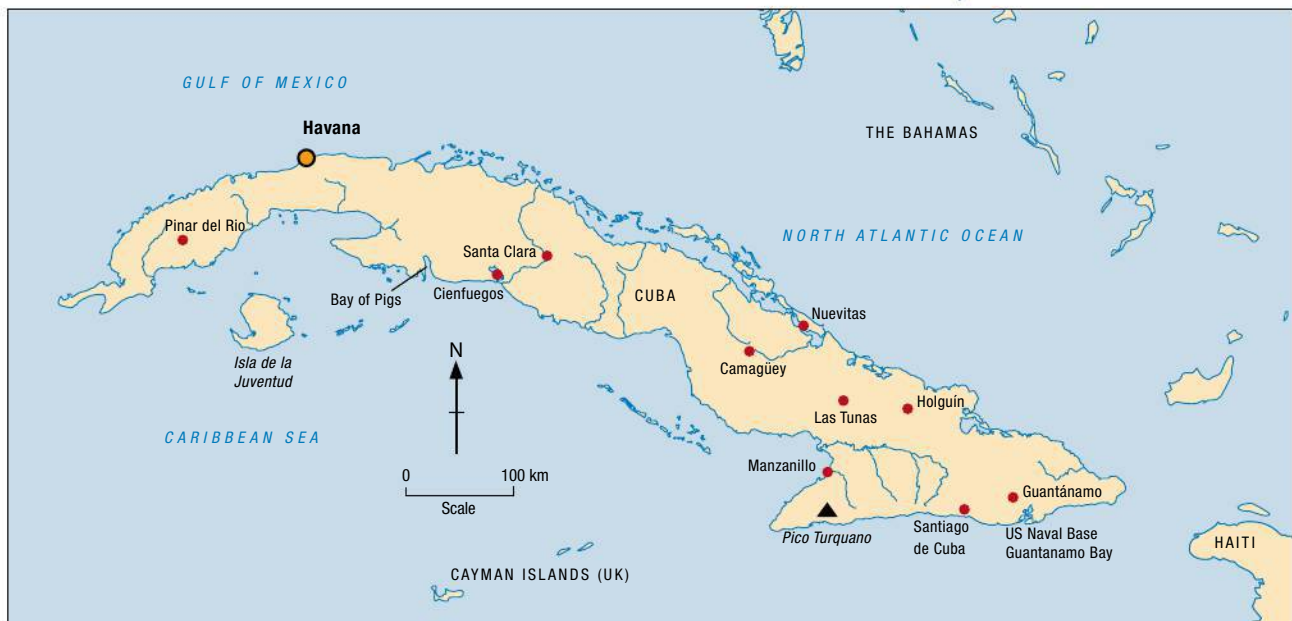 GULF OF MEXICO
Havana
THE BAHAMAS
Pinar del Rio
NORTH ATLANTIC OCEAN
Santa Clara
Bay of Pigs
Cienfuegos
CUBA
Nuevitas
Isla de la
Juventud
N
Camagüey
Las Tunas
Holguín
CARIBBEAN SEA
0 100 km
Scale
Manzanillo
Guantánamo
Pico Turquano
Santiago
de Cuba
US Naval Base
Guantanamo Bay
HAITI
CAYMAN ISLANDS (UK)